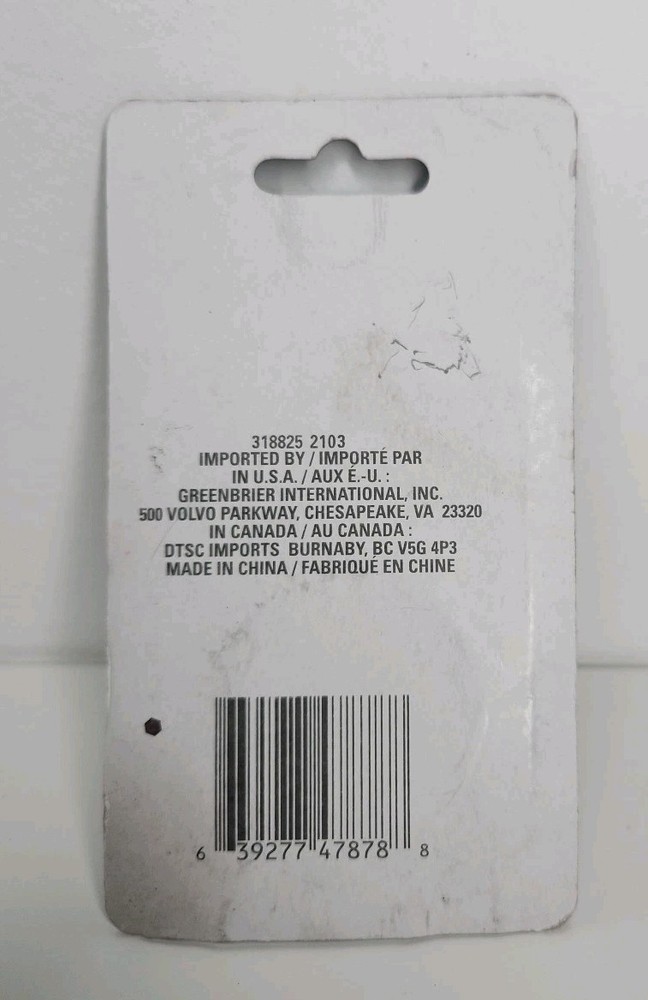 318825 2103
IMPORTED BY / IMPORTÉ PAR
IN U.S.A. / AUX É.-U. :
GREENBRIER INTERNATIONAL, INC.
500 VOLVO PARKWAY, CHESAPEAKE, VA 23320
IN CANADA / AU CANADA :
DTSC IMPORTS BURNABY, BC V5G 4P3
MADE IN CHINA / FABRIQUÉ EN CHINE
6 39277 47878 8